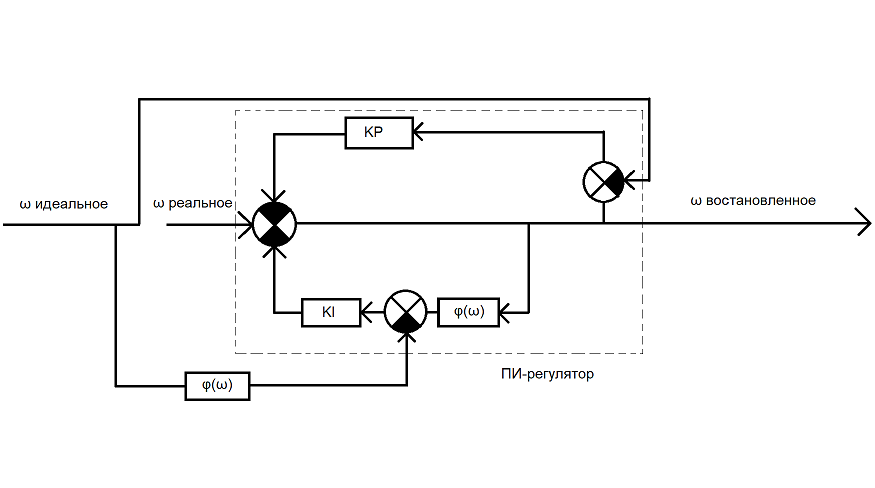 KP
ω идеальное
ω реальное
ω востановленное
KI
φ(ω)
φ(ω)
ПИ-регулятор